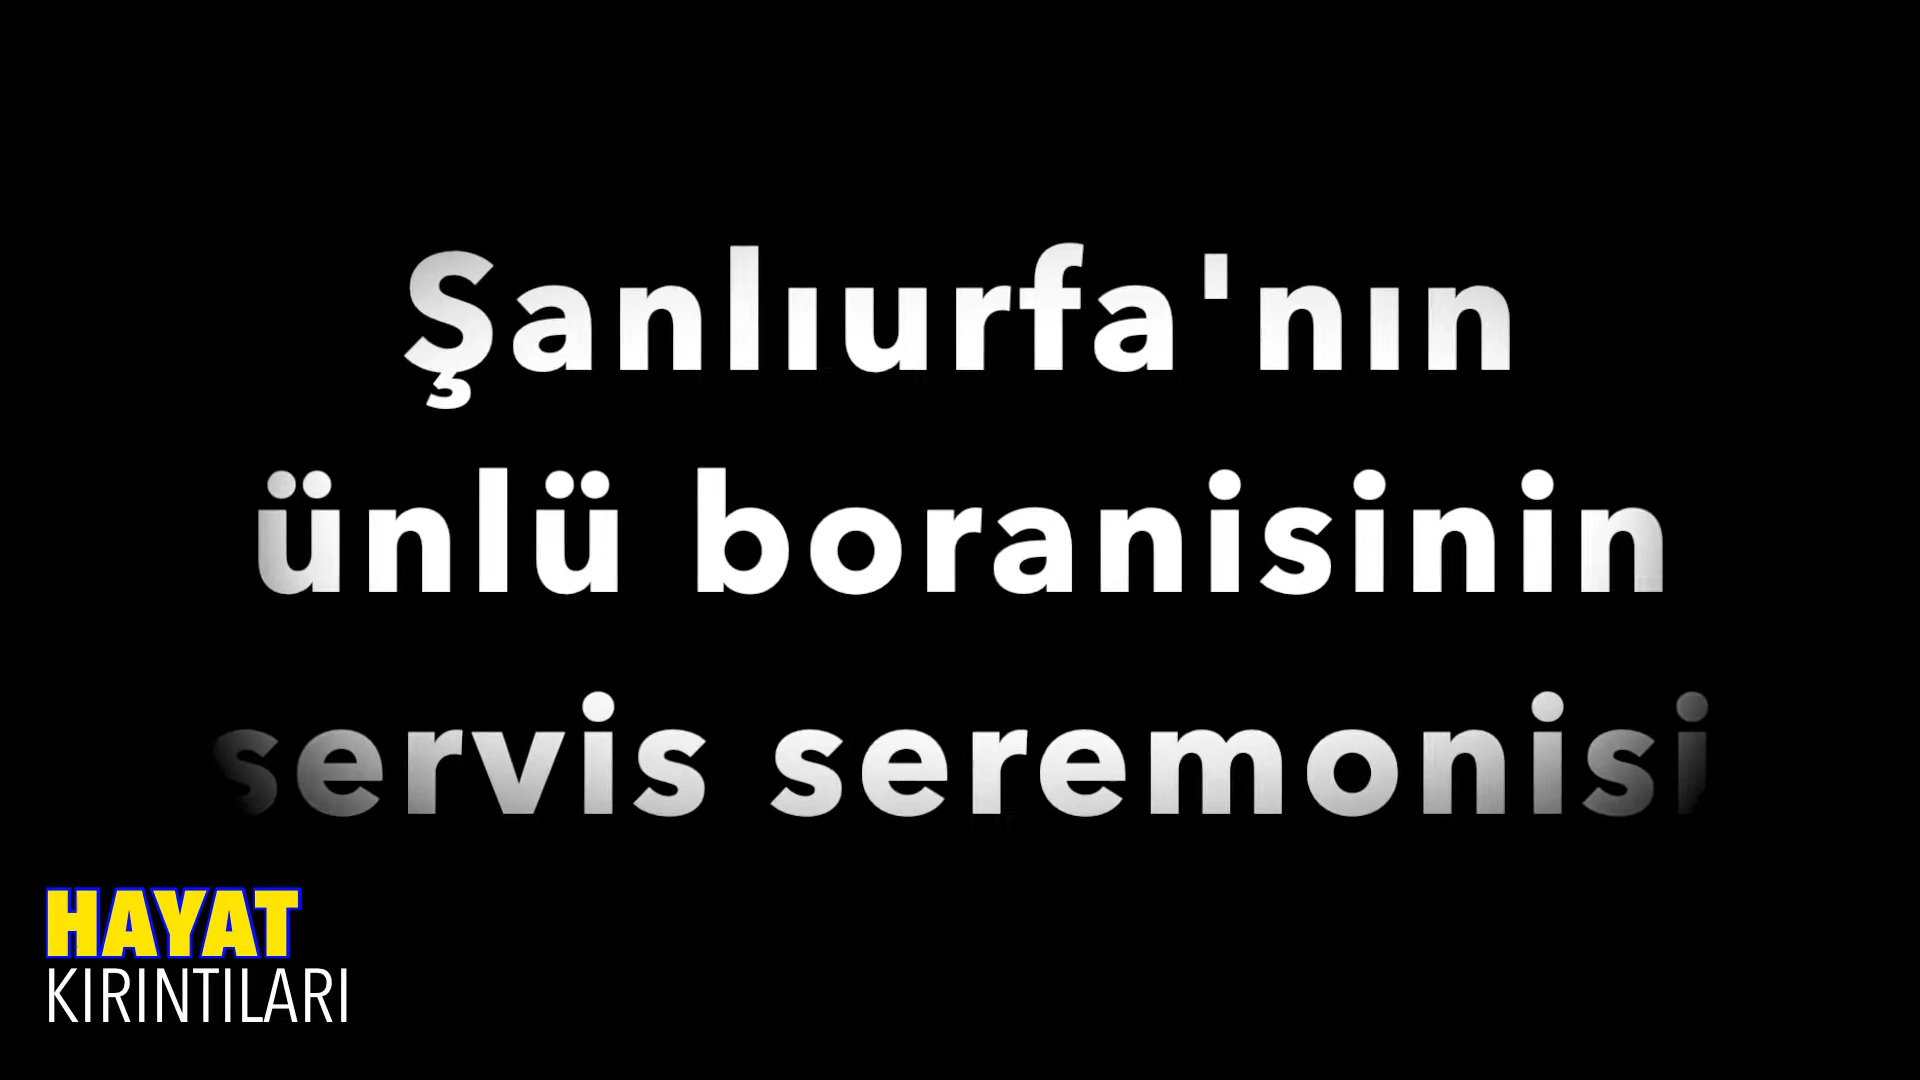 Şanlıurfa'nın
ünlü boranisinin
servis seremonisi
HAYAT
KIRINTILARI